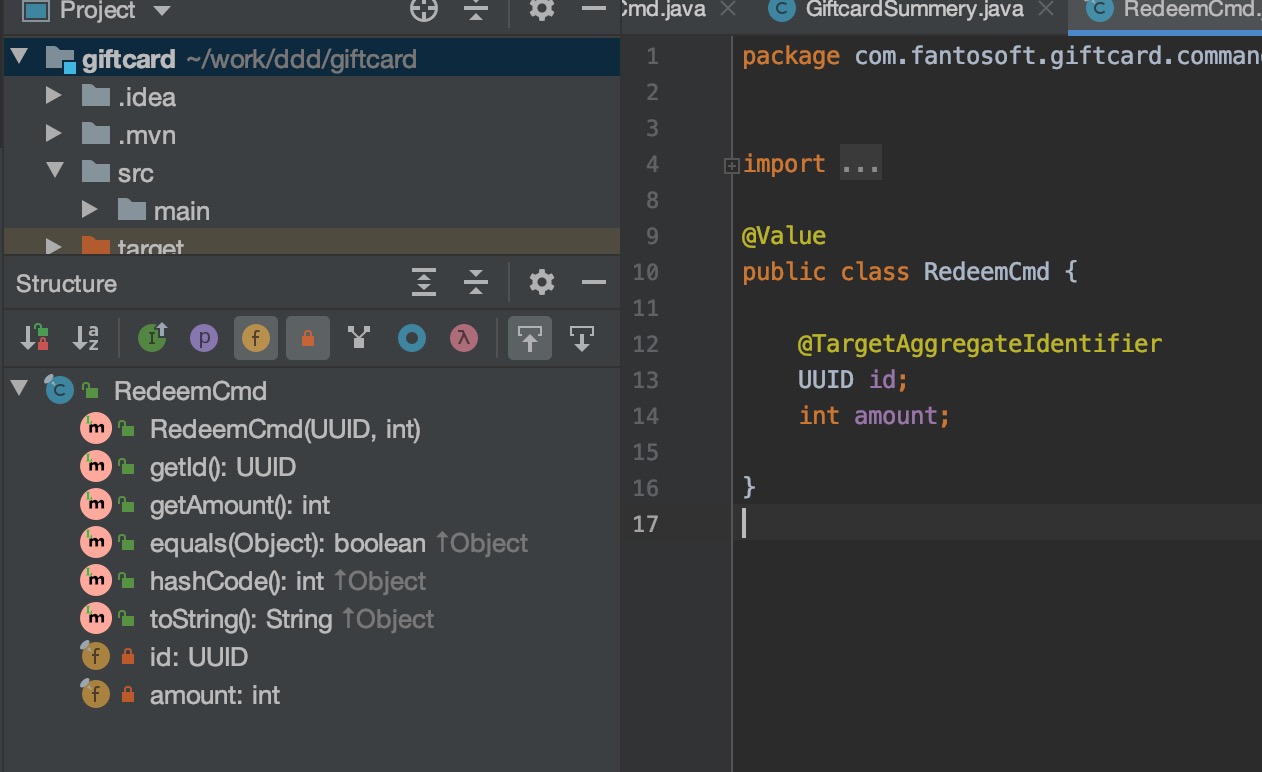 Project
giftcard ~/work/ddd/giftcard
.idea
.mvn
src
main
target
Structure
RedeemCmd
RedeemCmd(UUID, int)
getId(): UUID
getAmount(): int
equals(Object): boolean ↑Object
hashCode(): int ↑Object
toString(): String ↑Object
id: UUID
amount: int
Cmd.java GiftcardSummery.java RedeemCmd.
1 package com.fantosoft.giftcard.comman
2
3
4 import ...
8
9 @Value
10 public class RedeemCmd {
11
12 @TargetAggregateIdentifier
13 UUID id;
14 int amount;
15
16 }
17